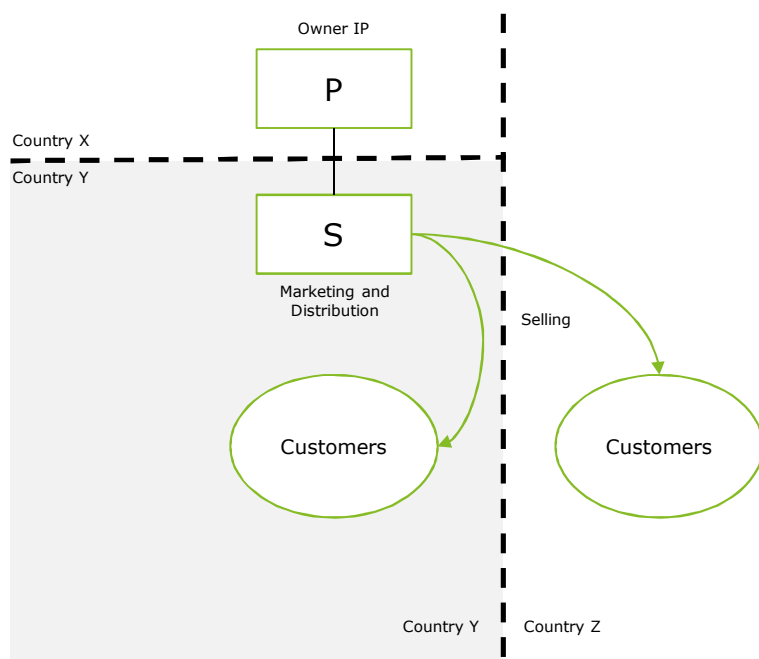 Owner IP
P
Country X
Country Y
S
Marketing and
Distribution
Selling
Customers
Customers
Country Y
Country Z